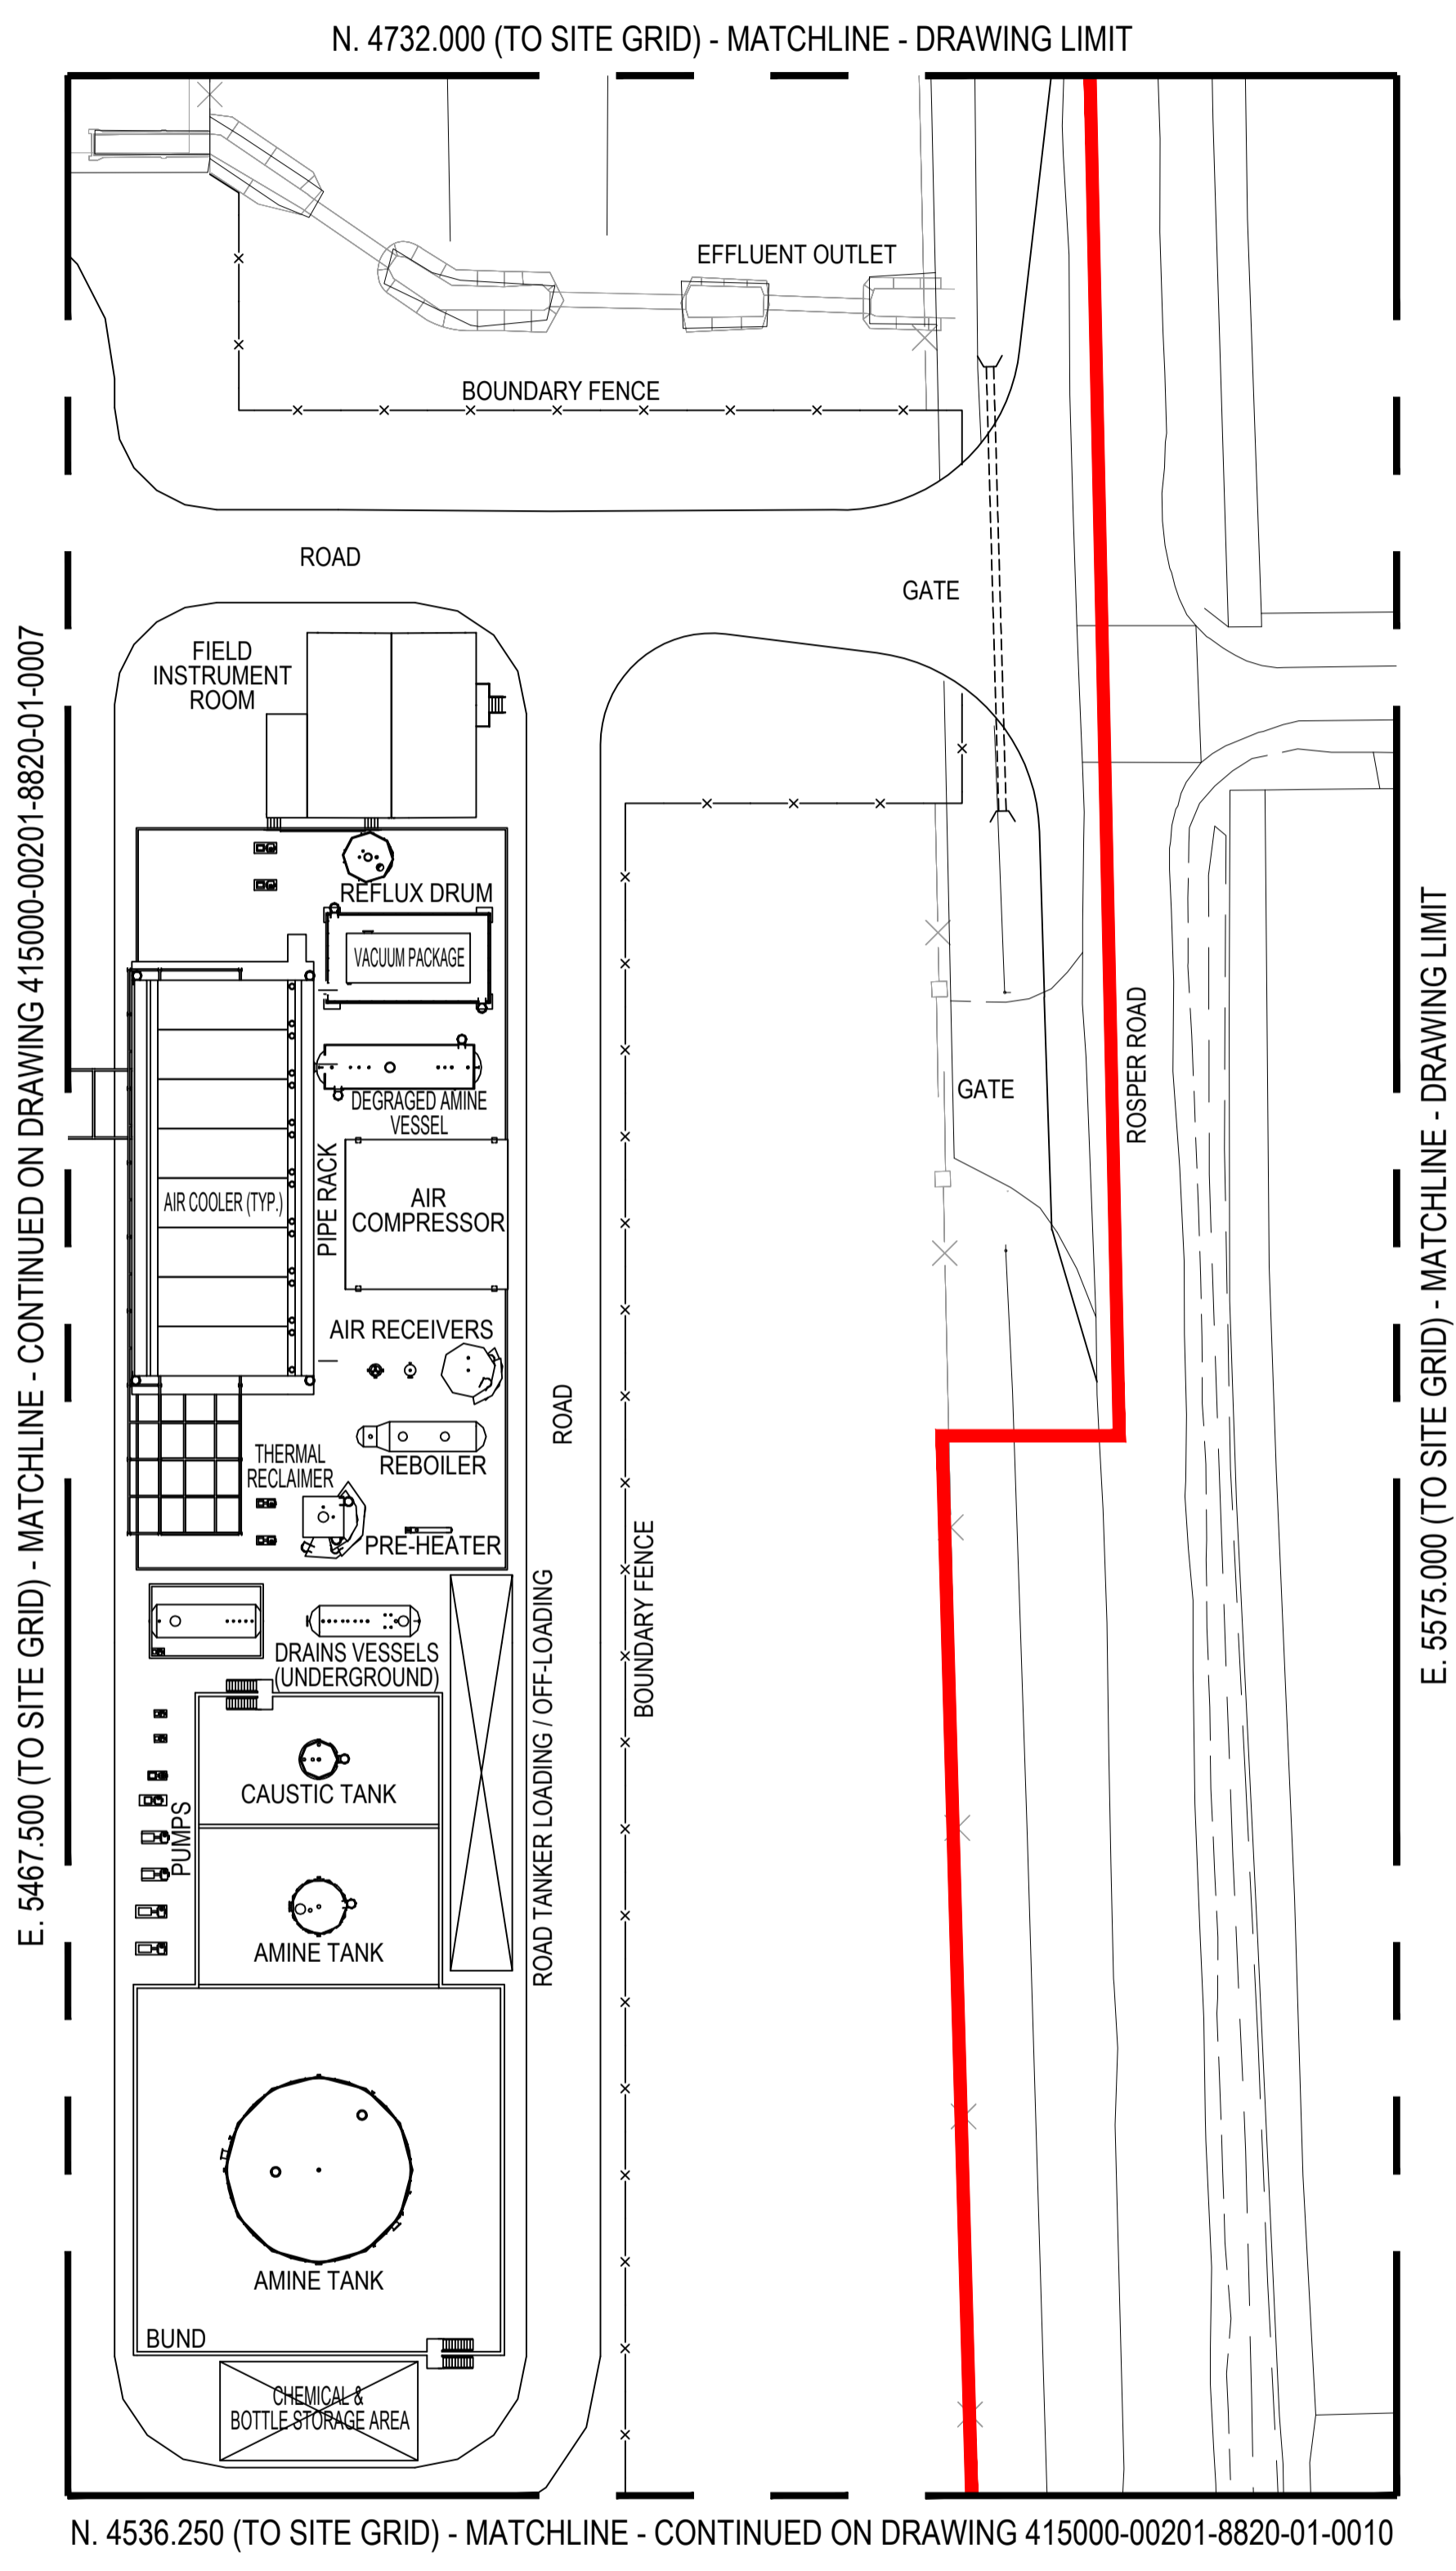 N. 4732.000 (TO SITE GRID) - MATCHLINE - DRAWING LIMIT
EFFLUENT OUTLET
BOUNDARY FENCE
ROAD
GATE
FIELD
INSTRUMENT
ROOM
E. 5467.500 (TO SITE GRID) - MATCHLINE - CONTINUED ON DRAWING 415000-00201-8820-01-0007
REFLUX DRUM
VACUUM PACKAGE
DEGRAGED AMINE
VESSEL
GATE
ROSPER ROAD
E. 5575.000 (TO SITE GRID) - MATCHLINE - DRAWING LIMIT
AIR COOLER (TYP.)
PIPE RACK
AIR
COMPRESSOR
AIR RECEIVERS
ROAD
THERMAL
RECLAIMER
REBOILER
PRE-HEATER
BOUNDARY FENCE
ROAD TANKER LOADING / OFF-LOADING
DRAINS VESSELS
(UNDERGROUND)
CAUSTIC TANK
PUMPS
AMINE TANK
AMINE TANK
BUND
CHEMICAL &
BOTTLE STORAGE AREA
N. 4536.250 (TO SITE GRID) - MATCHLINE - CONTINUED ON DRAWING 415000-00201-8820-01-0010